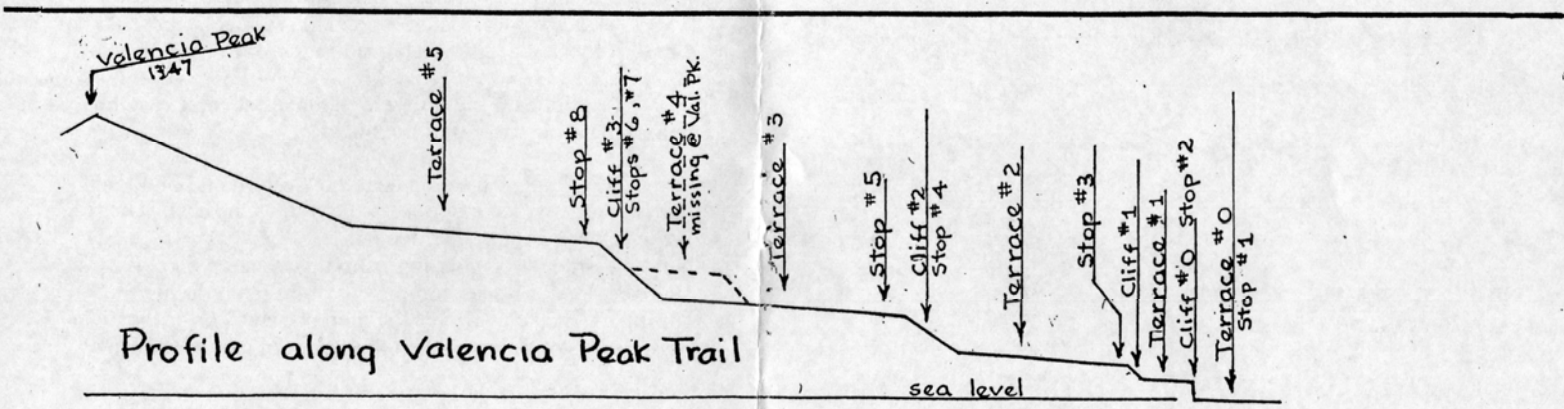 Valencia Peak
1347
Terrace #5
Stop #8
Cliff #3
Stops #6, #7
Terrace #4
missing @ Val. PK.
Terrace #3
Stop #5
Cliff #2
Stop #4
Terrace #2
Stop #3
Cliff #1
Terrace #1
Cliff #0 Stop #2
Terrace #0
Stop #1
Profile along Valencia Peak Trail
sea level